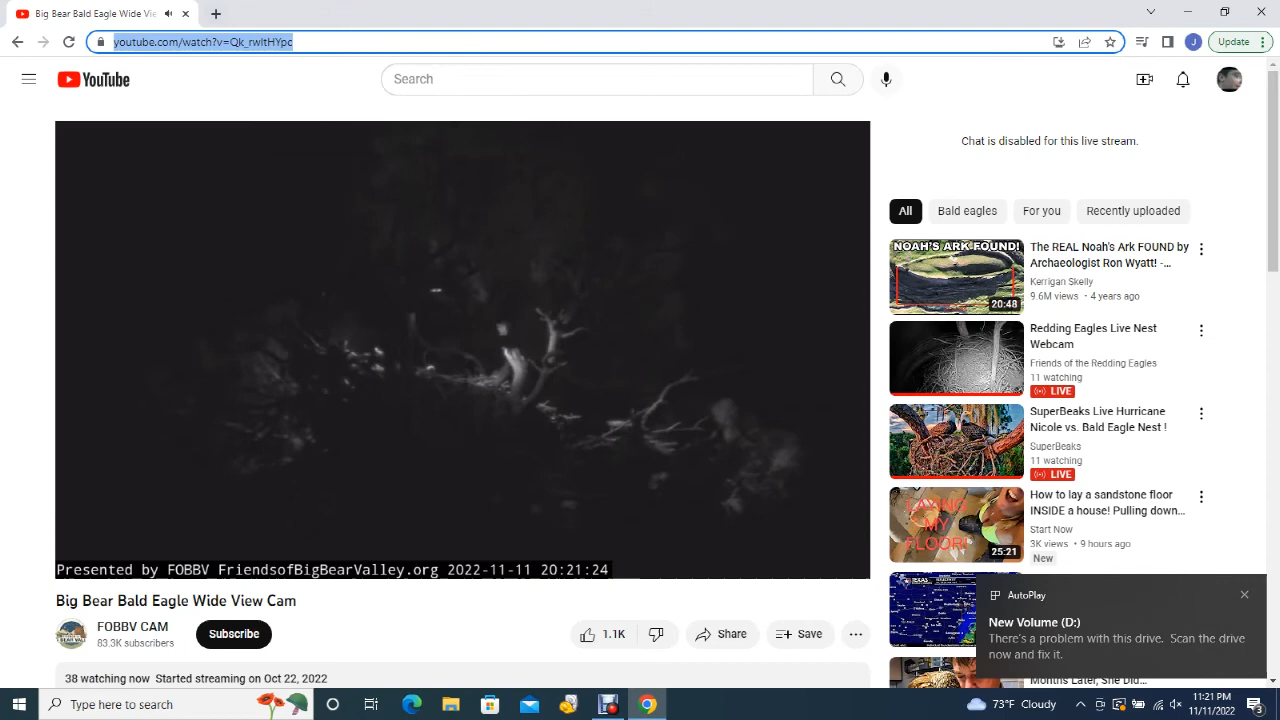 Big Bear Bald Eagle Wide Vie
youtube.com/watch?v=Qk_rwItHYpc
J
Update
YouTube
Search
Chat is disabled for this live stream.
All
Bald eagles
For you
Recently uploaded
NOAH'S ARK FOUND!
20:48
The REAL Noah's Ark FOUND by
Archaeologist Ron Wyatt! -...
Kerrigan Skelly
9.6M views • 4 years ago
Redding Eagles Live Nest
Webcam
Friends of the Redding Eagles
11 watching
LIVE
SuperBeaks Live Hurricane
Nicole vs. Bald Eagle Nest !
SuperBeaks
11 watching
LIVE
LAYING
MY
FLOOR!
25:21
How to lay a sandstone floor
INSIDE a house! Pulling down...
Start Now
3K views • 9 hours ago
New
Presented by FOBBV FriendsofBigBearValley.org 2022-11-11 20:21:24
Big Bear Bald Eagle Wide View Cam
FOBBV CAM
83.3K subscribers
Subscribe
1.1K
Share
Save
38 watching now Started streaming on Oct 22, 2022
TEXAS
AutoPlay
New Volume (D:)
There's a problem with this drive. Scan the drive
now and fix it.
Months Later, She Did...
Type here to search
73°F Cloudy
11:21 PM
11/11/2022
3